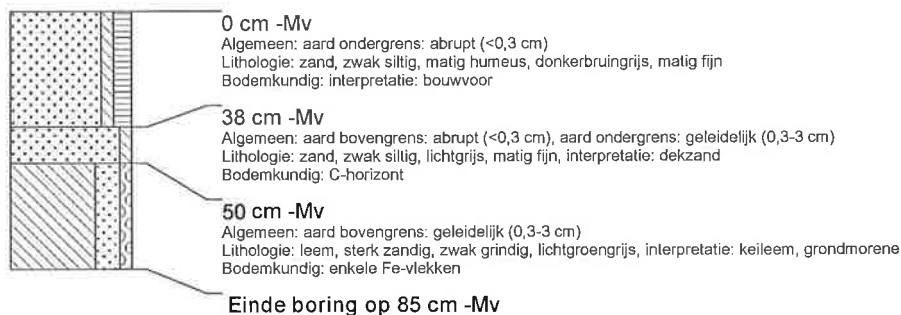 0 cm -Mv
Algemeen: aard ondergrens: abrupt (<0,3 cm)
Lithologie: zand, zwak siltig, matig humeus, donkerbruingrijs, matig fijn
Bodemkundig: interpretatie: bouwvoor
38 cm -Mv
Algemeen: aard bovengrens: abrupt (<0,3 cm), aard ondergrens: geleidelijk (0,3-3 cm)
Lithologie: zand, zwak siltig, lichtgrijs, matig fijn, interpretatie: dekzand
Bodemkundig: C-horizont
50 cm -Mv
Algemeen: aard bovengrens: geleidelijk (0,3-3 cm)
Lithologie: leem, sterk zandig, zwak grindig, lichtgroengrijs, interpretatie: keileem, grondmorene
Bodemkundig: enkele Fe-vlekken
Einde boring op 85 cm -Mv